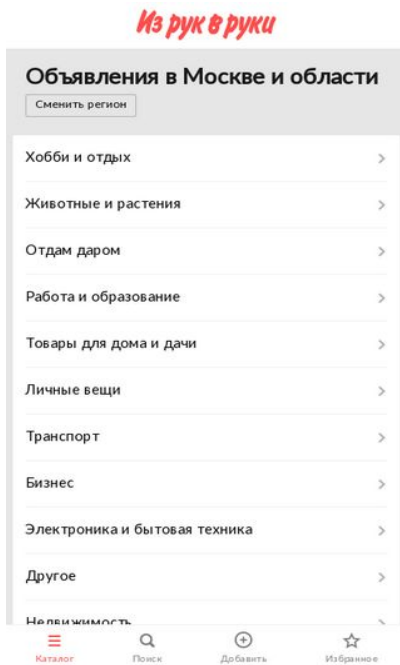 Из рук в руки
Объявления в Москве и области
Сменить регион
Хобби и отдых
Животные и растения
Отдам даром
Работа и образование
Товары для дома и дачи
Личные вещи
Транспорт
Бизнес
Электроника и бытовая техника
Другое
Недвижимость
Каталог Поиск Добавить Избранное